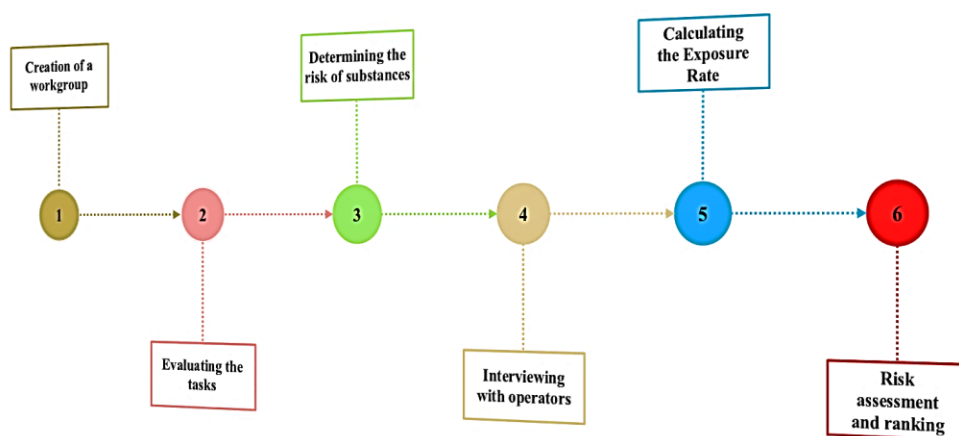 Creation of a
workgroup
Determining the
risk of substances
Calculating
the Exposure
Rate
1
2
3
4
5
6
Evaluating the
tasks
Interviewing
with operators
Risk
assessment
and ranking